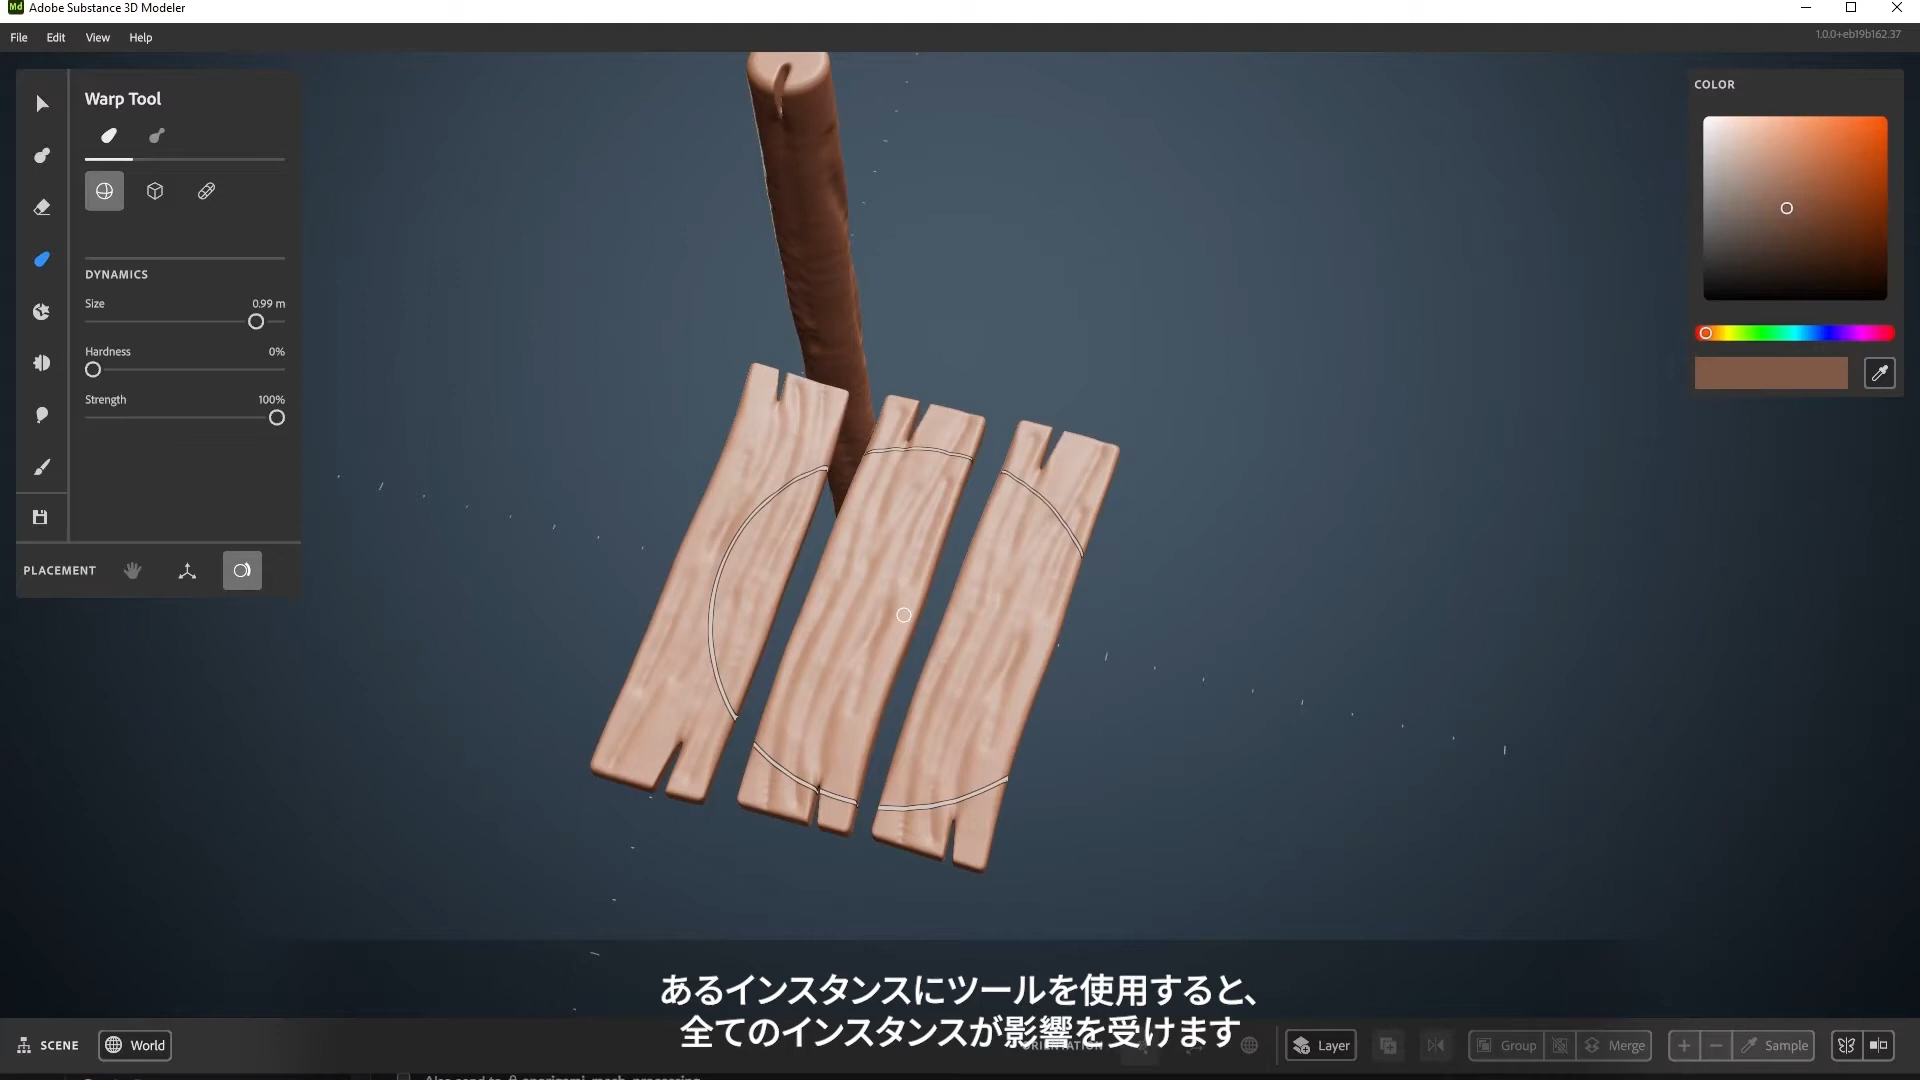 Md Adobe Substance 3D Modeler
File Edit View Help
1.0.0+eb19b162.37
Warp Tool
DYNAMICS
Size 0.99 m
Hardness 0%
Strength 100%
PLACEMENT
COLOR
あるインスタンスにツールを使用すると、
全てのインスタンスが影響を受けます
SCENE World ORIENTATION Layer Group Merge Sample